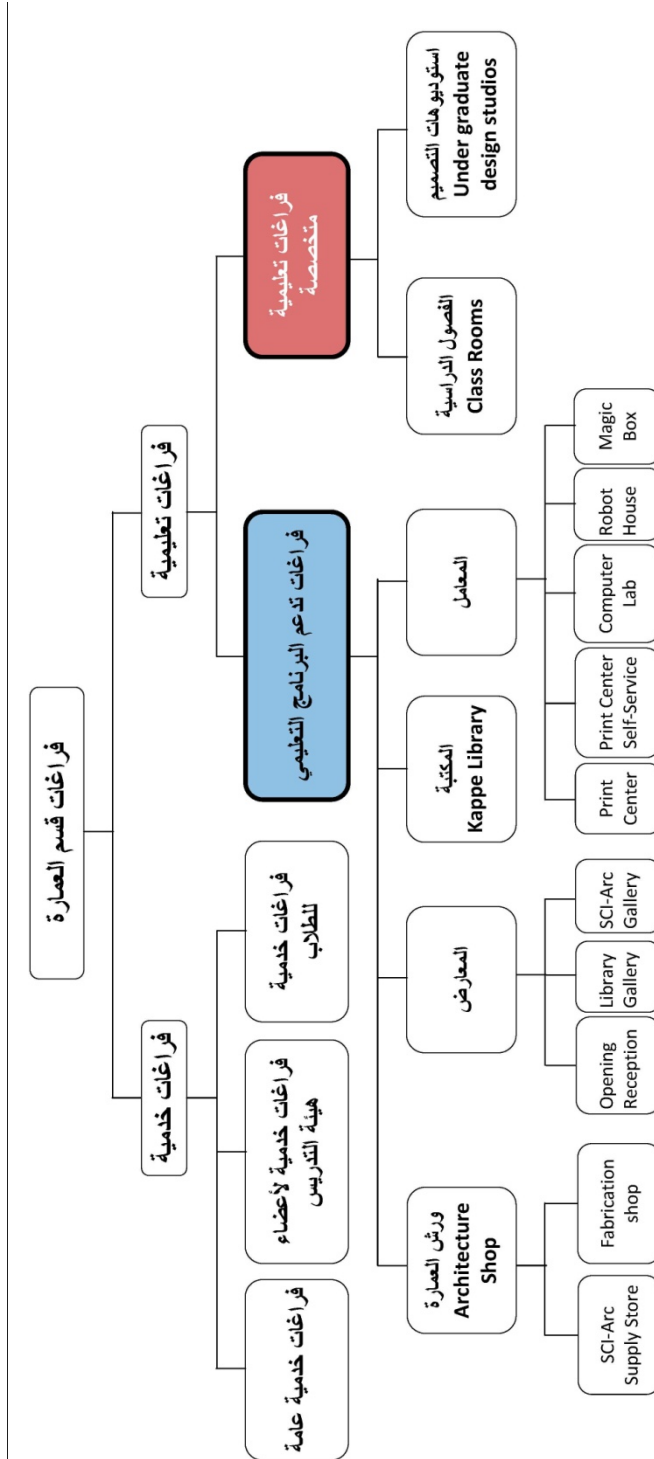 فراغات قسم العمارة
فراغات تعليمية
فراغات خدمية
فراغات تعليمية
متخصصة
فراغات تدعم البرنامج التعليمي
فراغات خدمية
للطلاب
فراغات خدمية لأعضاء
هيئة التدريس
فراغات خدمية عامة
استوديوهات التصميم
Under graduate
design studios
الفصول الدراسية
Class Rooms
المعامل
المكتبة
Kappe Library
المعارض
ورش العمارة
Architecture
Shop
Magic
Box
Robot
House
Computer
Lab
Print Center
Self-Service
Print
Center
SCI-Arc
Gallery
Library
Gallery
Opening
Reception
Fabrication
shop
SCI-Arc
Supply Store